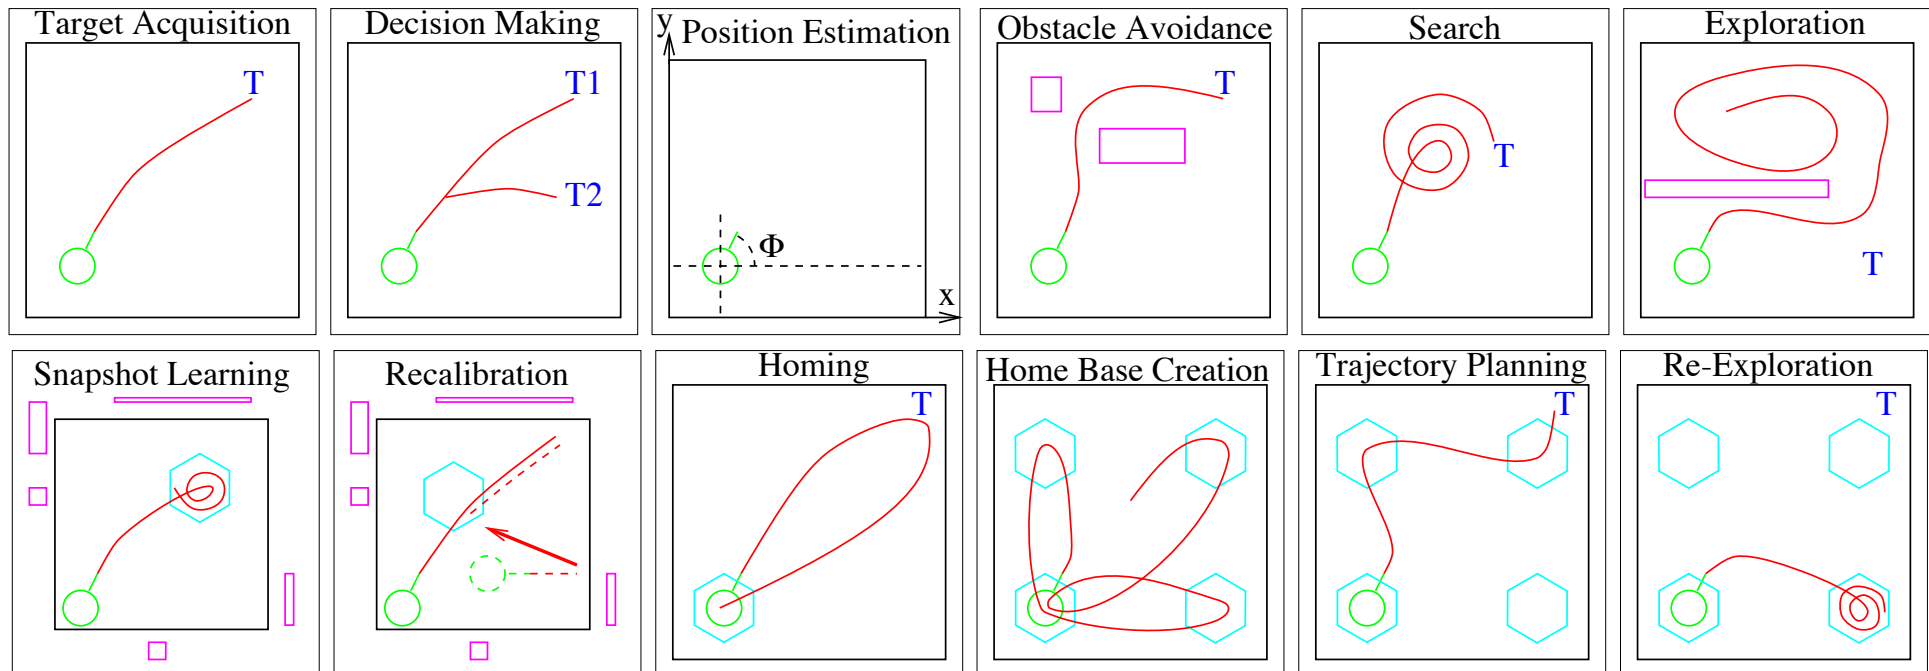 Target Acquisition
T
Decision Making
T1
T2
Position Estimation
y
Φ
x
Obstacle Avoidance
T
Search
T
Exploration
T
Snapshot Learning
Recalibration
Homing
T
Home Base Creation
Trajectory Planning
T
Re-Exploration
T